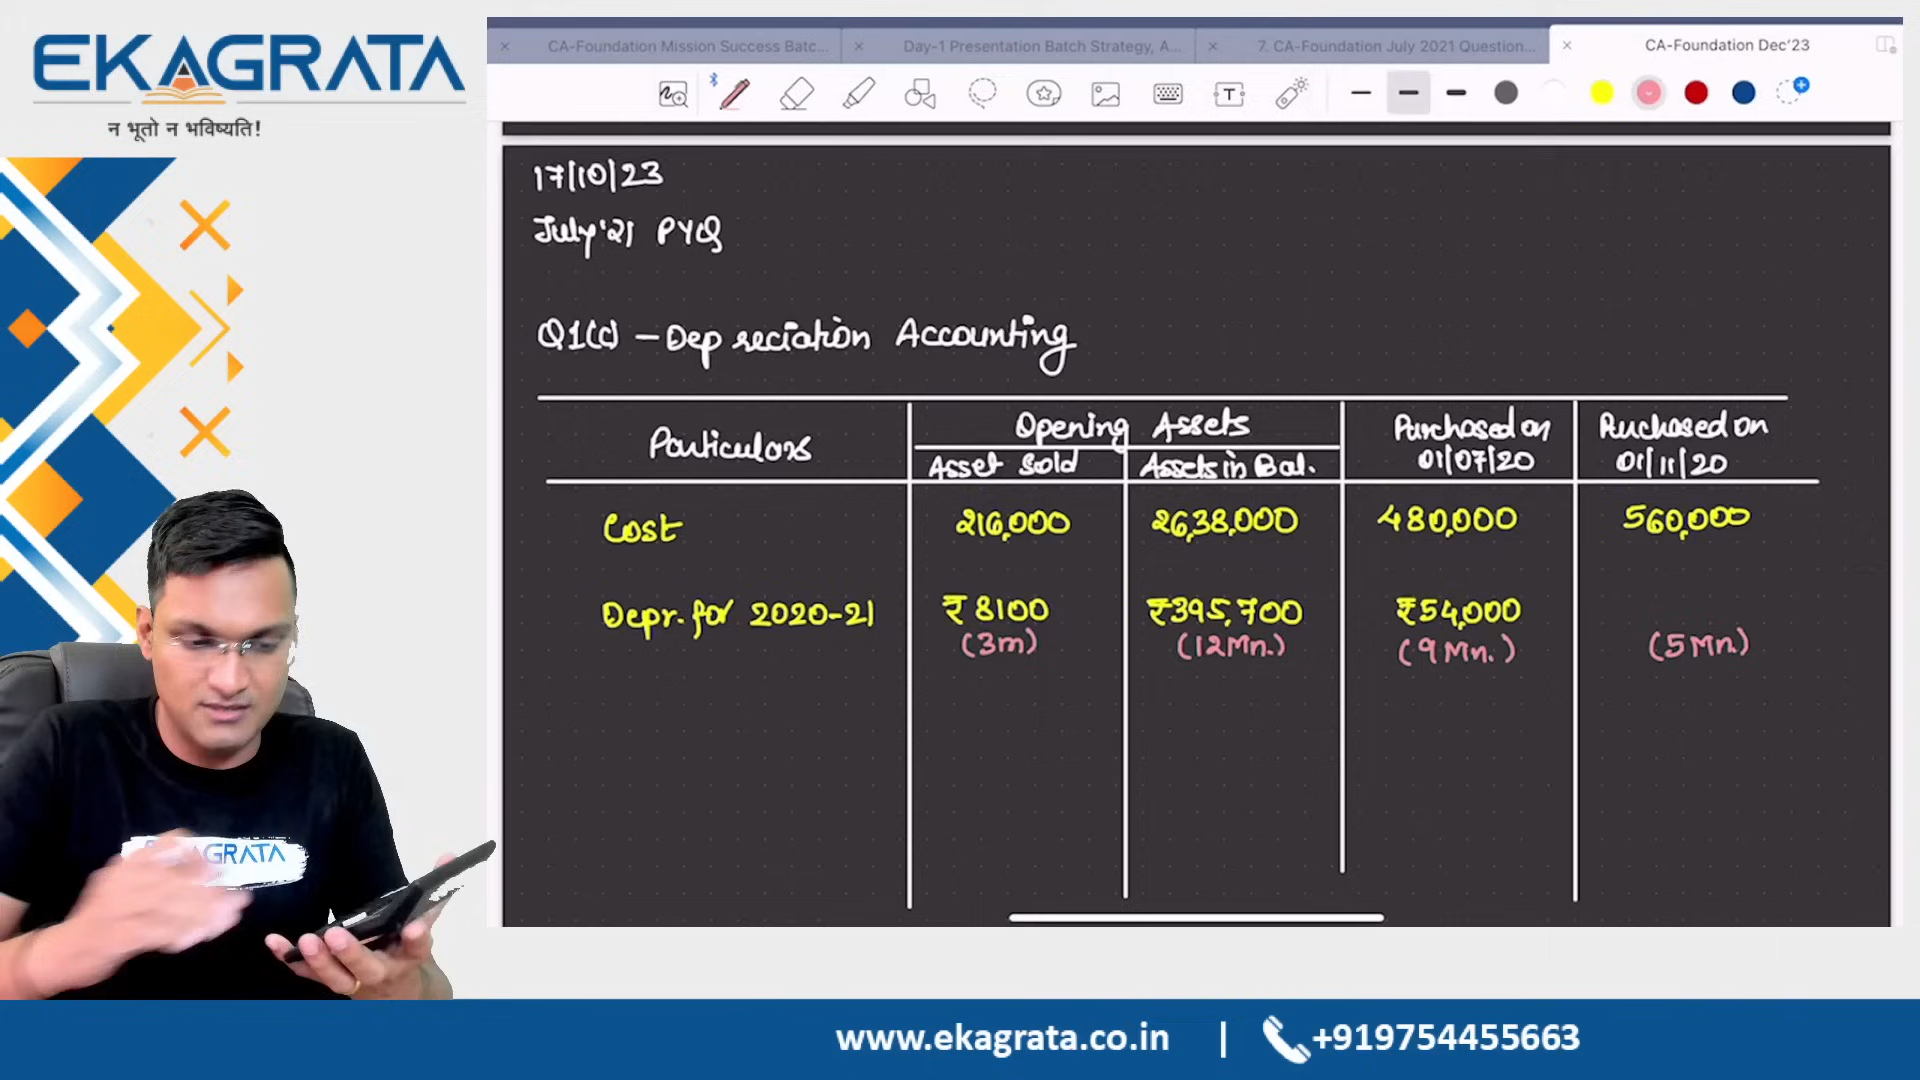 EKAGRATA
न भूतो न भविष्यति!
CA-Foundation Mission Success Batc...
Day-1 Presentation Batch Strategy, A...
7. CA-Foundation July 2021 Question...
CA-Foundation Dec'23
T
17/10/23
July'21 PYQ
Q1(c) - Depreciation Accounting
Particulars
Opening Assets
Asset Sold
Assets in Bal.
Purchased on
01/07/20
Purchased on
01/11/20
Cost
216,000
26,38,000
480,000
560,000
Depr. for 2020-21
₹8100
₹395,700
₹54,000
(3m)
(12Mn.)
(9Mn.)
(5Mn)
AGRATA
www.ekagrata.co.in | +919754455663